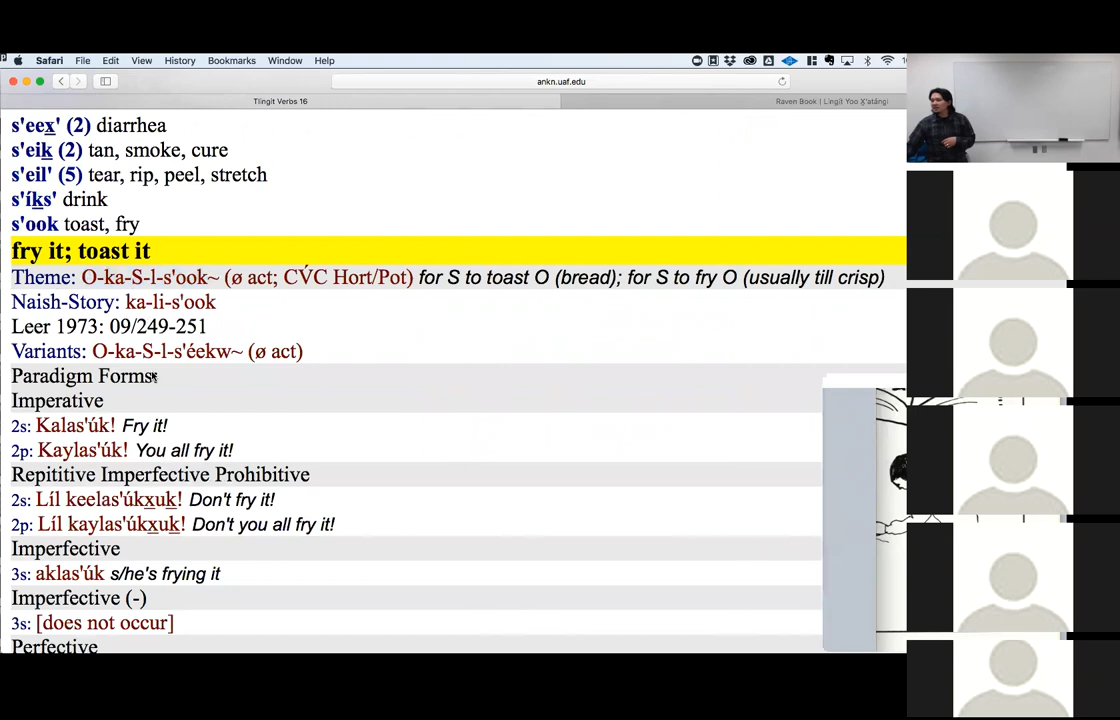 Safari File Edit View History Bookmarks Window Help
ankn.uaf.edu
Tlingit Verbs 16
Raven Book | Lingít Yoo X̱ʼatángi
s'eex̱' (2) diarrhea
s'eiḵ (2) tan, smoke, cure
s'eil' (5) tear, rip, peel, stretch
s'íḵs' drink
s'ook toast, fry
fry it; toast it
Theme: O-ka-S-l-s'ook~ (ø act; CV́C Hort/Pot) for S to toast O (bread); for S to fry O (usually till crisp)
Naish-Story: ka-li-s'ook
Leer 1973: 09/249-251
Variants: O-ka-S-l-s'éekw~ (ø act)
Paradigm Forms
Imperative
2s: Kalas'úk! Fry it!
2p: Kaylas'úk! You all fry it!
Repititive Imperfective Prohibitive
2s: Líl keelas'úkx̱uḵ! Don't fry it!
2p: Líl kaylas'úkx̱uḵ! Don't you all fry it!
Imperfective
3s: aklas'úk s/he's frying it
Imperfective (-)
3s: [does not occur]
Perfective